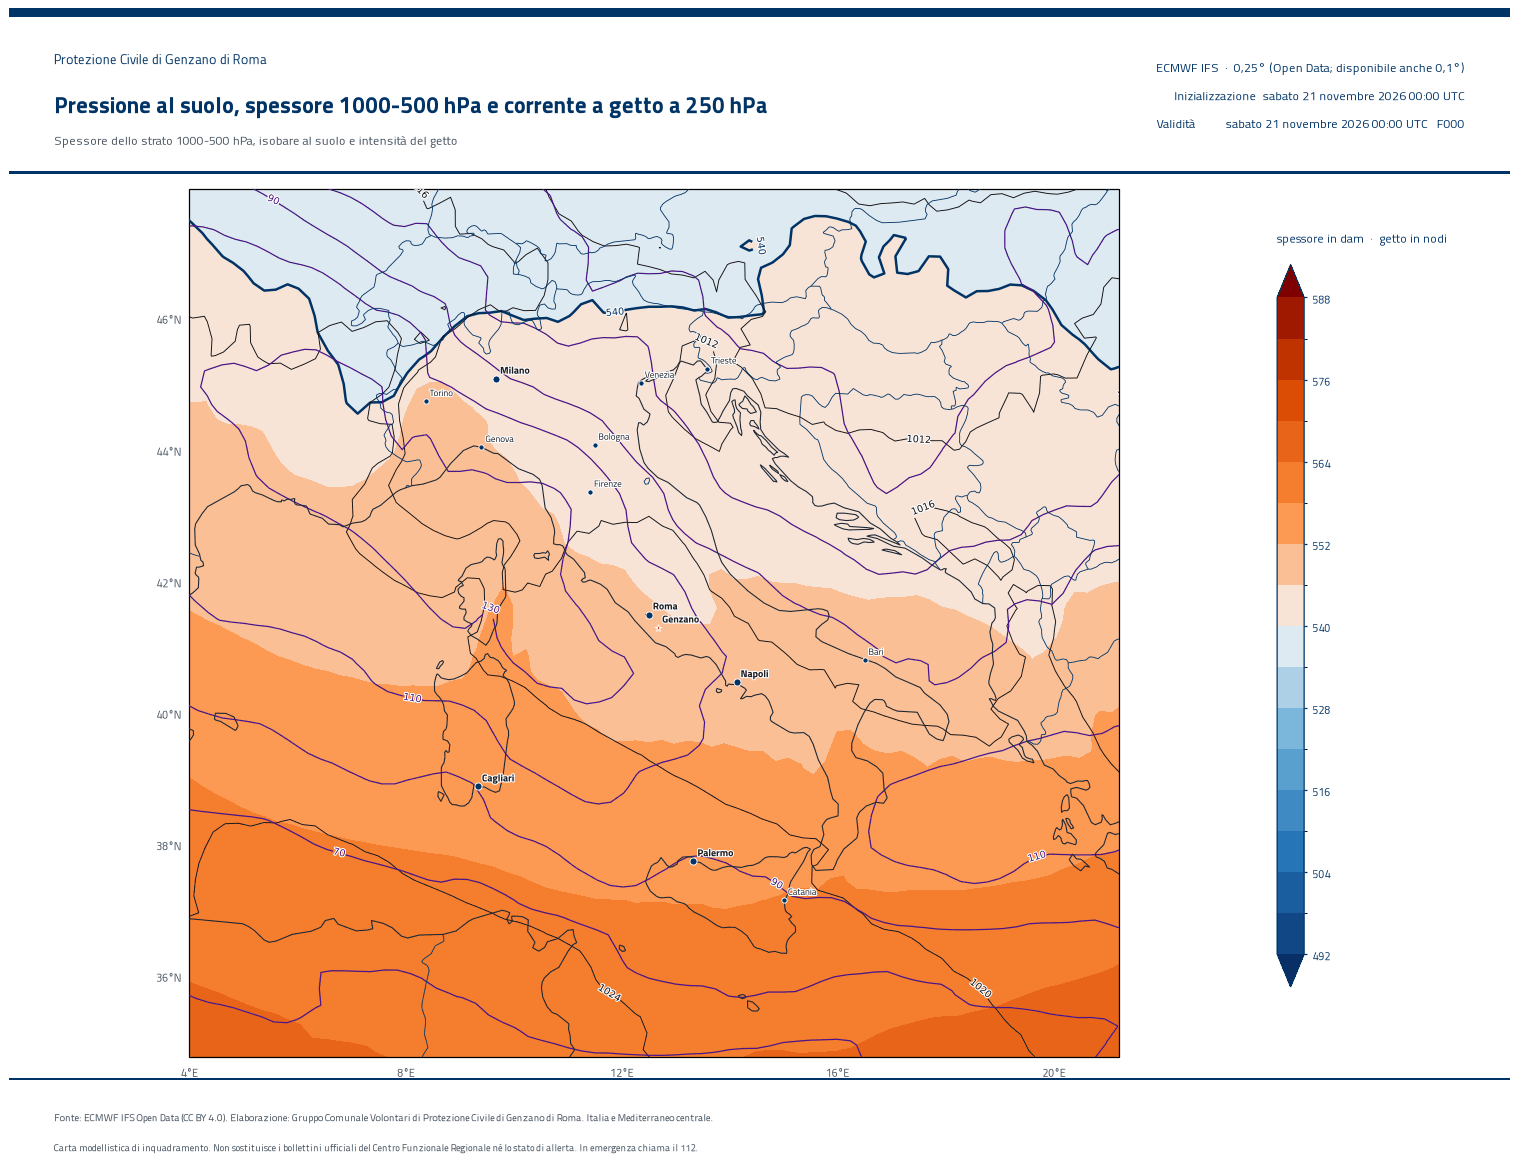 Protezione Civile di Genzano di Roma
Pressione al suolo, spessore 1000-500 hPa e corrente a getto a 250 hPa
Spessore dello strato 1000-500 hPa, isobare al suolo e intensità del getto
ECMWF IFS · 0,25° (Open Data; disponibile anche 0,1°)
Inizializzazione sabato 21 novembre 2026 00:00 UTC
Validità sabato 21 novembre 2026 00:00 UTC F000
spessore in dam · getto in nodi
588
576
564
552
540
528
516
504
492
46°N
44°N
42°N
40°N
38°N
36°N
4°E
8°E
12°E
16°E
20°E
90
16
540
540
1012
Trieste
Venezia
Milano
Torino
Genova
Bologna
1012
Firenze
1016
130
Roma
Genzano
Bari
Napoli
110
Cagliari
70
Palermo
90
Catania
110
1024
1020
Fonte: ECMWF IFS Open Data (CC BY 4.0). Elaborazione: Gruppo Comunale Volontari di Protezione Civile di Genzano di Roma. Italia e Mediterraneo centrale.
Carta modellistica di inquadramento. Non sostituisce i bollettini ufficiali del Centro Funzionale Regionale né lo stato di allerta. In emergenza chiama il 112.